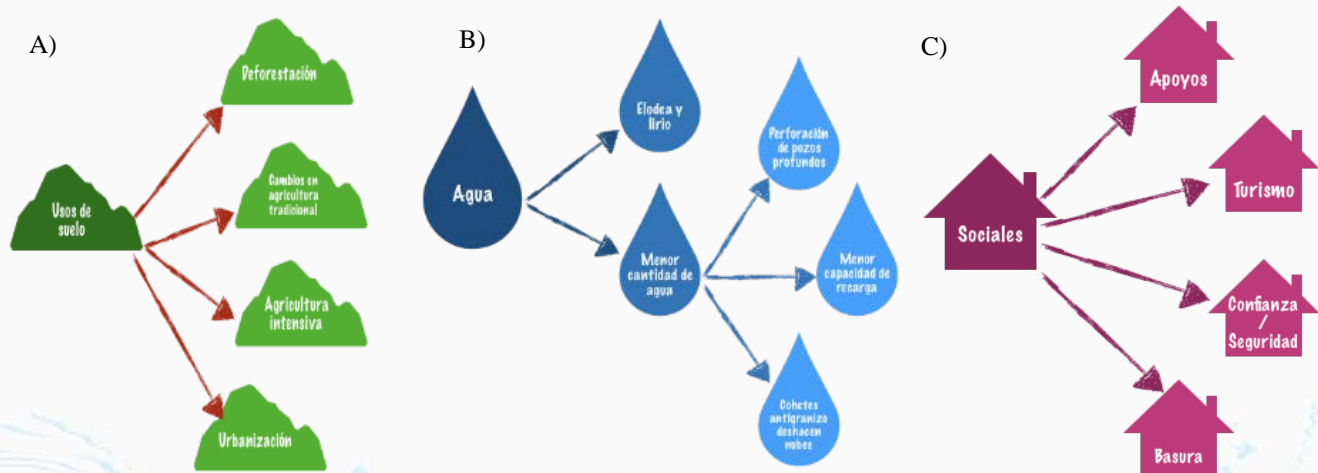 A)
Usos de
suelo
Deforestación
Cambios en
agricultura
tradicional
Agricultura
intensiva
Urbanización
B)
Agua
Elodea y
lirio
Menor
cantidad de
agua
Perforación
de pozos
profundos
Menor
capacidad de
recarga
Cohetes
antigranizo
deshacen
nubes
C)
Sociales
Apoyos
Turismo
Confianza
/
Seguridad
Basura